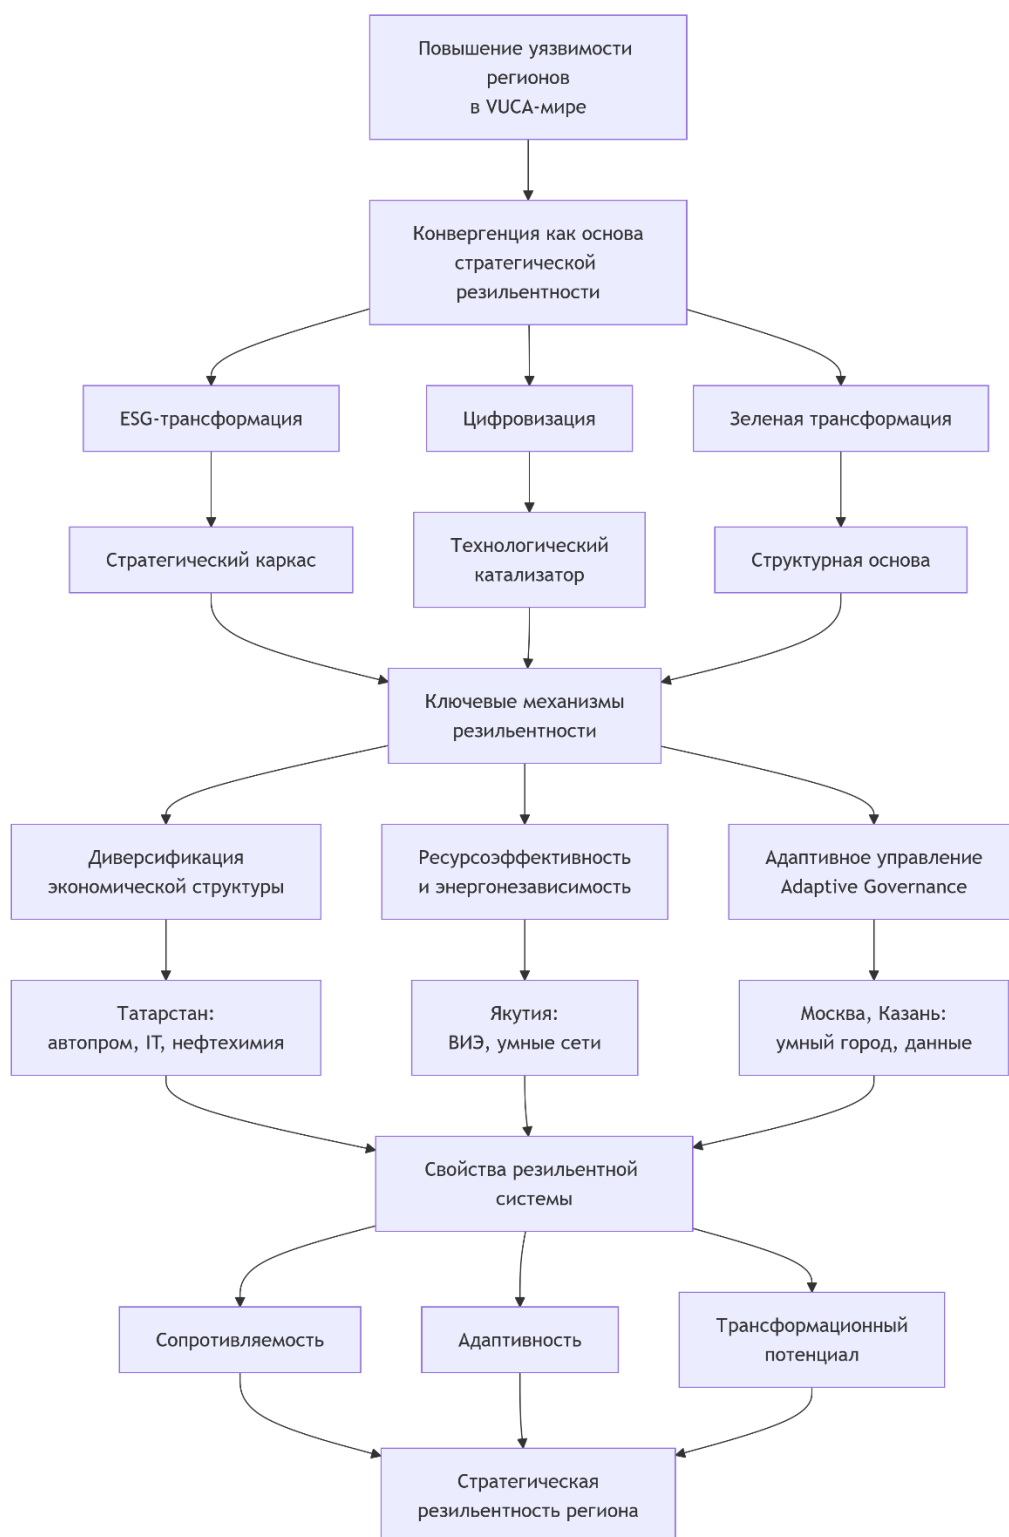 Повышение уязвимости
регионов
в VUCA-мире
Конвергенция как основа
стратегической
резильентности
ESG-трансформация
Цифровизация
Зеленая трансформация
Стратегический каркас
Технологический
катализатор
Структурная основа
Ключевые механизмы
резильентности
Диверсификация
экономической структуры
Ресурсоэффективность
и энергонезависимость
Адаптивное управление
Adaptive Governance
Татарстан:
автопром, IT, нефтехимия
Якутия:
ВИЭ, умные сети
Москва, Казань:
умный город, данные
Свойства резильентной
системы
Сопротивляемость
Адаптивность
Трансформационный
потенциал
Стратегическая
резильентность региона